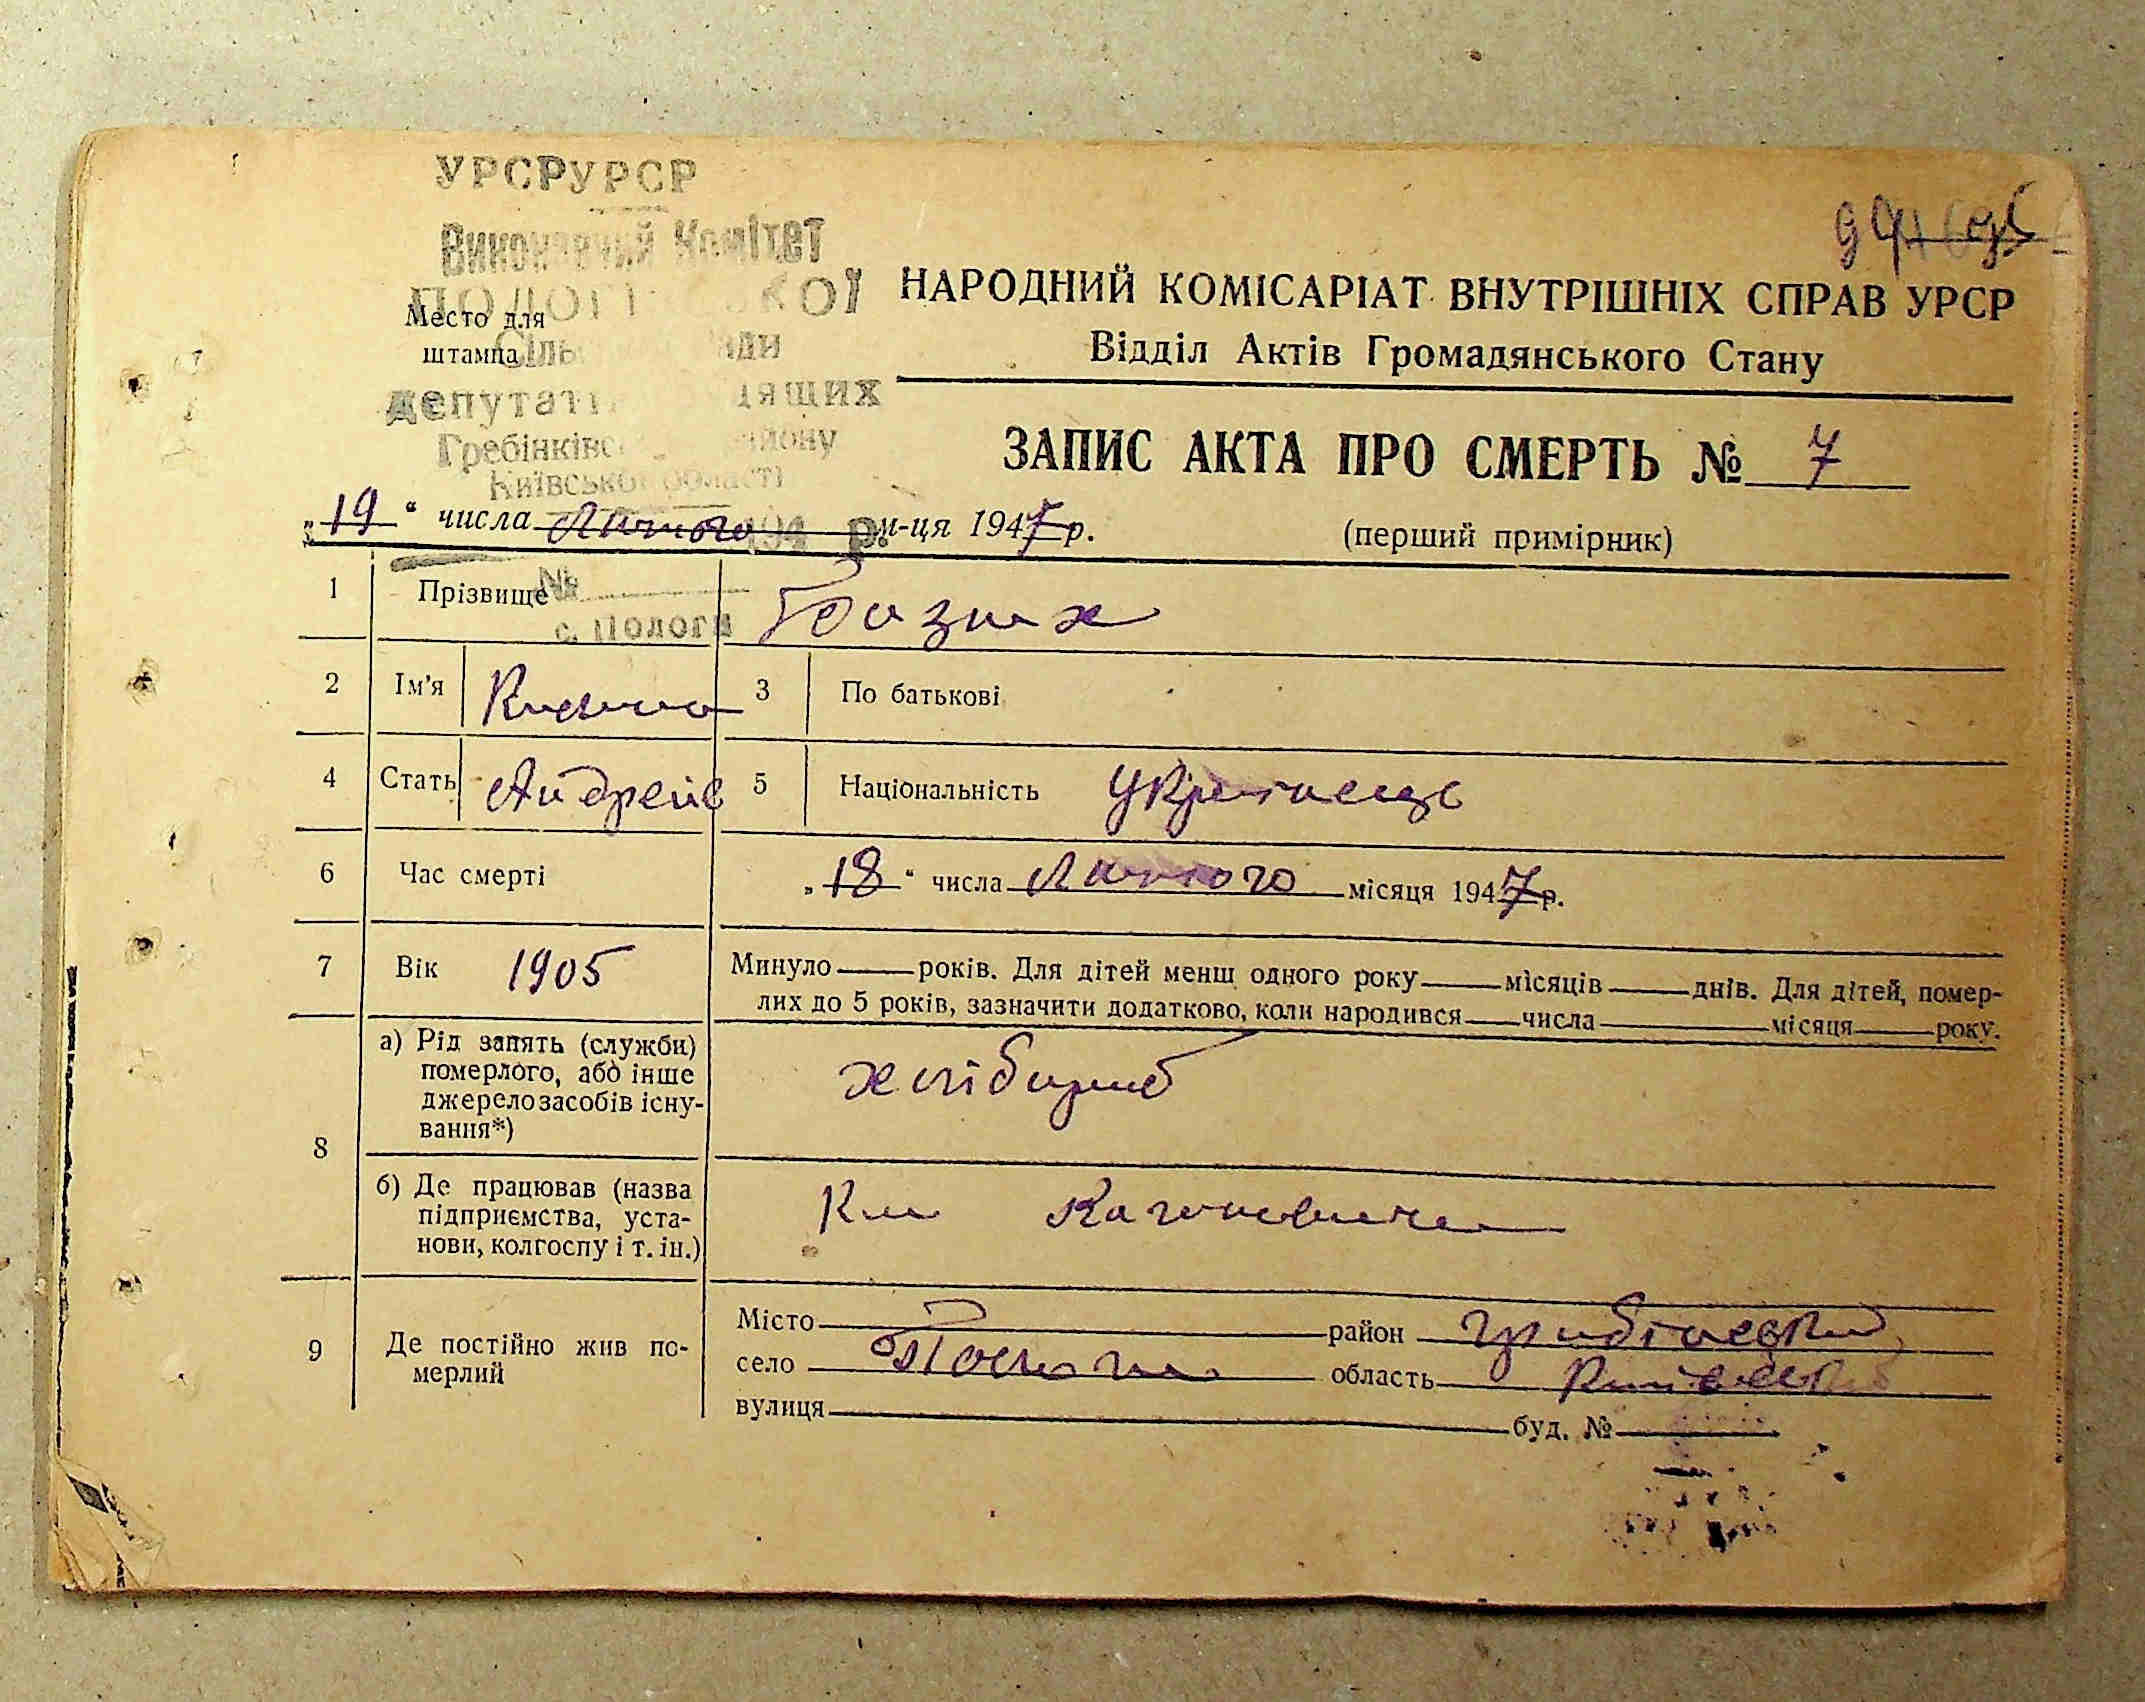 УРСРУРСР
Виконавчий Комітет
Место для
штампа
депутатів
Київської області
НАРОДНИЙ КОМІСАРІАТ ВНУТРІШНІХ СПРАВ УРСР
Відділ Актів Громадянського Стану
ЗАПИС АКТА ПРО СМЕРТЬ № 7
„19“ числа Лютого м-ця 1947 р.
(перший примірник)
1 Прізвище
№
с. Пологи
2 Ім'я
3 По батькові
4 Стать Андреів
5 Національність Українець
6 Час смерті „18“ числа Лютого місяця 1947 р.
7 Вік 1905 Минуло років. Для дітей менш одного року місяців днів. Для дітей, помер-
лих до 5 років, зазначити додатково, коли народився числа місяця року.
8 а) Рід занять (служби)
померлого, або інше
джерело засобів існу-
вання*)
хлібороб
б) Де працював (назва
підприємства, уста-
нови, колгоспу і т. ін.)
Кагановича
9 Де постійно жив по-
мерлий
Місто район
село Пологи область
вулиця буд. №